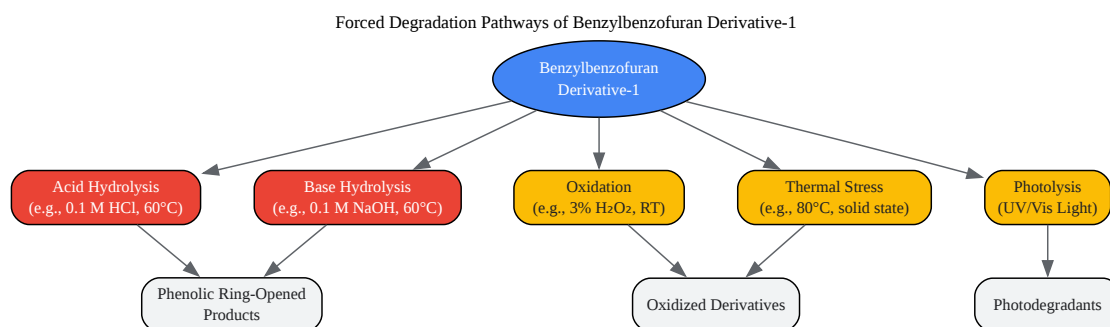 Forced Degradation Pathways of Benzylbenzofuran Derivative-1
Benzylbenzofuran
Derivative-1
Acid Hydrolysis
(e.g., 0.1 M HCl, 60°C)
Base Hydrolysis
(e.g., 0.1 M NaOH, 60°C)
Oxidation
(e.g., 3% H₂O₂, RT)
Thermal Stress
(e.g., 80°C, solid state)
Photolysis
(UV/Vis Light)
Phenolic Ring-Opened
Products
Oxidized Derivatives
Photodegradants